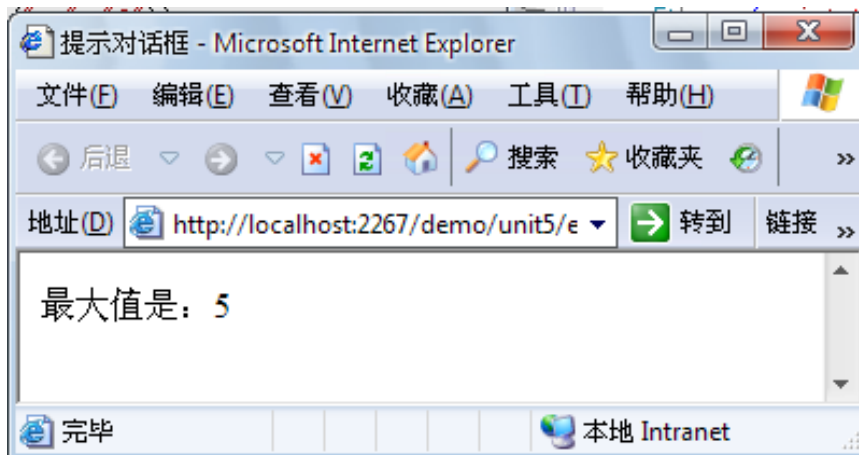 提示对话框 - Microsoft Internet Explorer
文件(F) 编辑(E) 查看(V) 收藏(A) 工具(T) 帮助(H)
后退 搜索 收藏夹 »
地址(D) http://localhost:2267/demo/unit5/e 转到 链接 »
最大值是：5
完毕 本地 Intranet